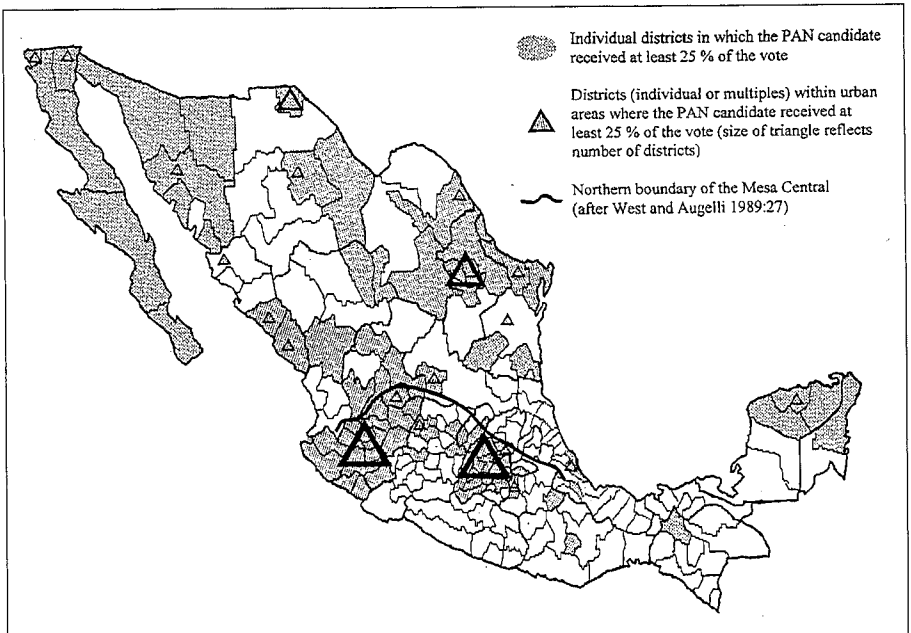 Individual districts in which the PAN candidate
received at least 25 % of the vote
Districts (individual or multiples) within urban
areas where the PAN candidate received at
least 25 % of the vote (size of triangle reflects
number of districts)
Northern boundary of the Mesa Central
(after West and Augelli 1989:27)